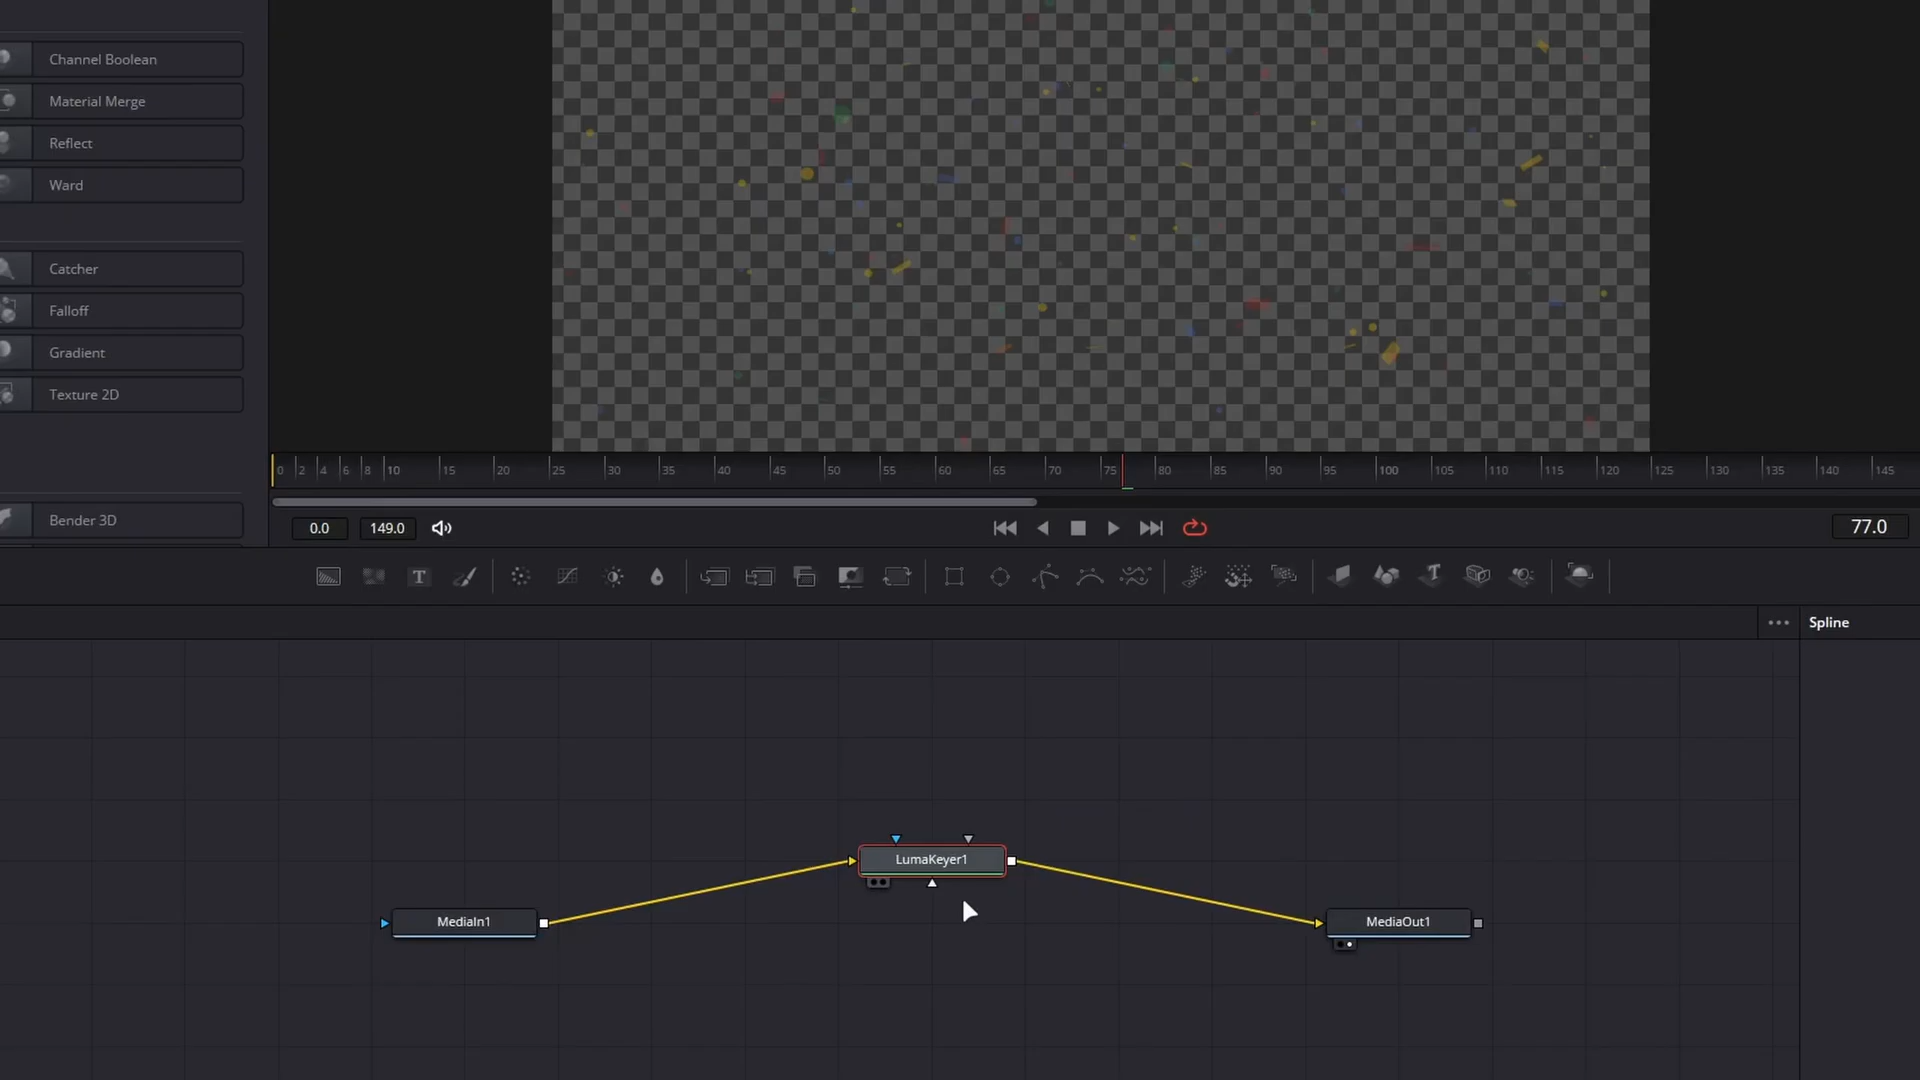 Channel Boolean
Material Merge
Reflect
Ward
Catcher
Falloff
Gradient
Texture 2D
Bender 3D
0 2 4 6 8 10 15 20 25 30 35 40 45 50 55 60 65 70 75 80 85 90 95 100 105 110 115 120 125 130 135 140 145
0.0 149.0 77.0
T T
Spline
LumaKeyer1
MediaIn1 MediaOut1